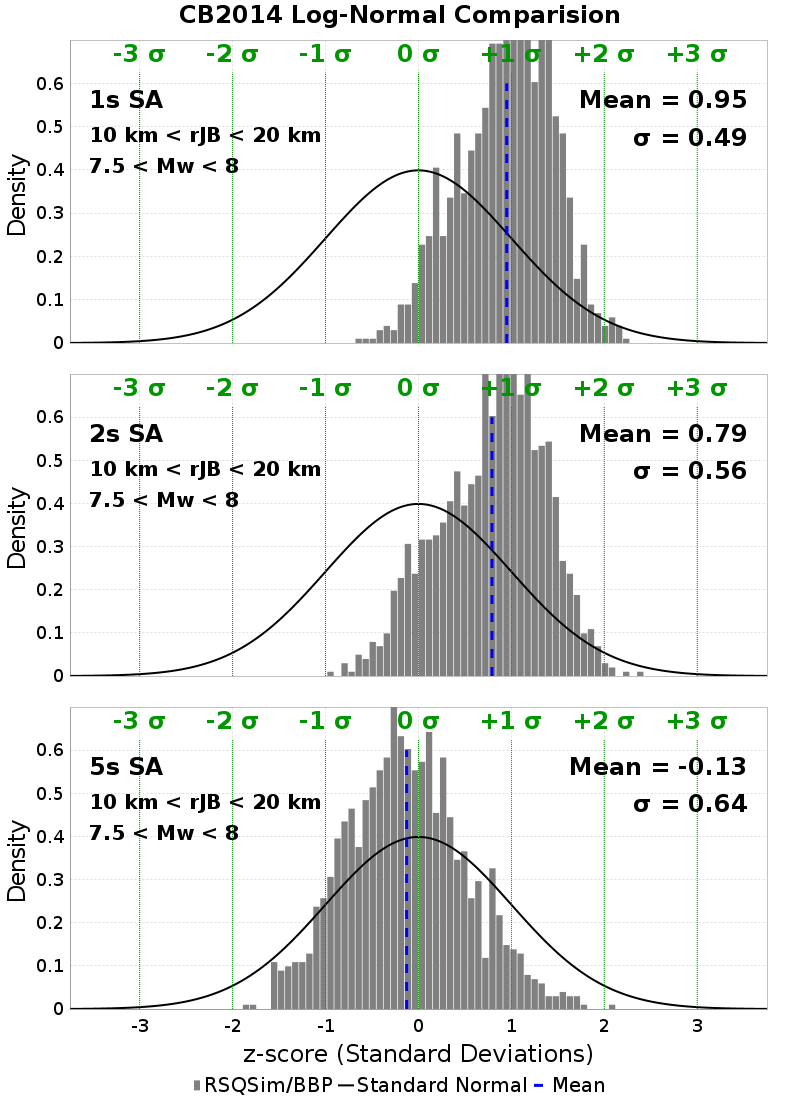 CB2014 Log-Normal Comparision
-3 σ -2 σ -1 σ 0 σ +1 σ +2 σ +3 σ
0.6
1s SA Mean = 0.95
0.5
10 km < rJB < 20 km σ = 0.49
7.5 < Mw < 8
0.4
0.3
0.2
0.1
0
Density
-3 σ -2 σ -1 σ 0 σ +1 σ +2 σ +3 σ
0.6
2s SA Mean = 0.79
0.5
10 km < rJB < 20 km σ = 0.56
7.5 < Mw < 8
0.4
0.3
0.2
0.1
0
Density
-3 σ -2 σ -1 σ 0 σ +1 σ +2 σ +3 σ
0.6
5s SA Mean = -0.13
0.5
10 km < rJB < 20 km σ = 0.64
7.5 < Mw < 8
0.4
0.3
0.2
0.1
0
Density
-3 -2 -1 0 1 2 3
z-score (Standard Deviations)
RSQSim/BBP Standard Normal Mean